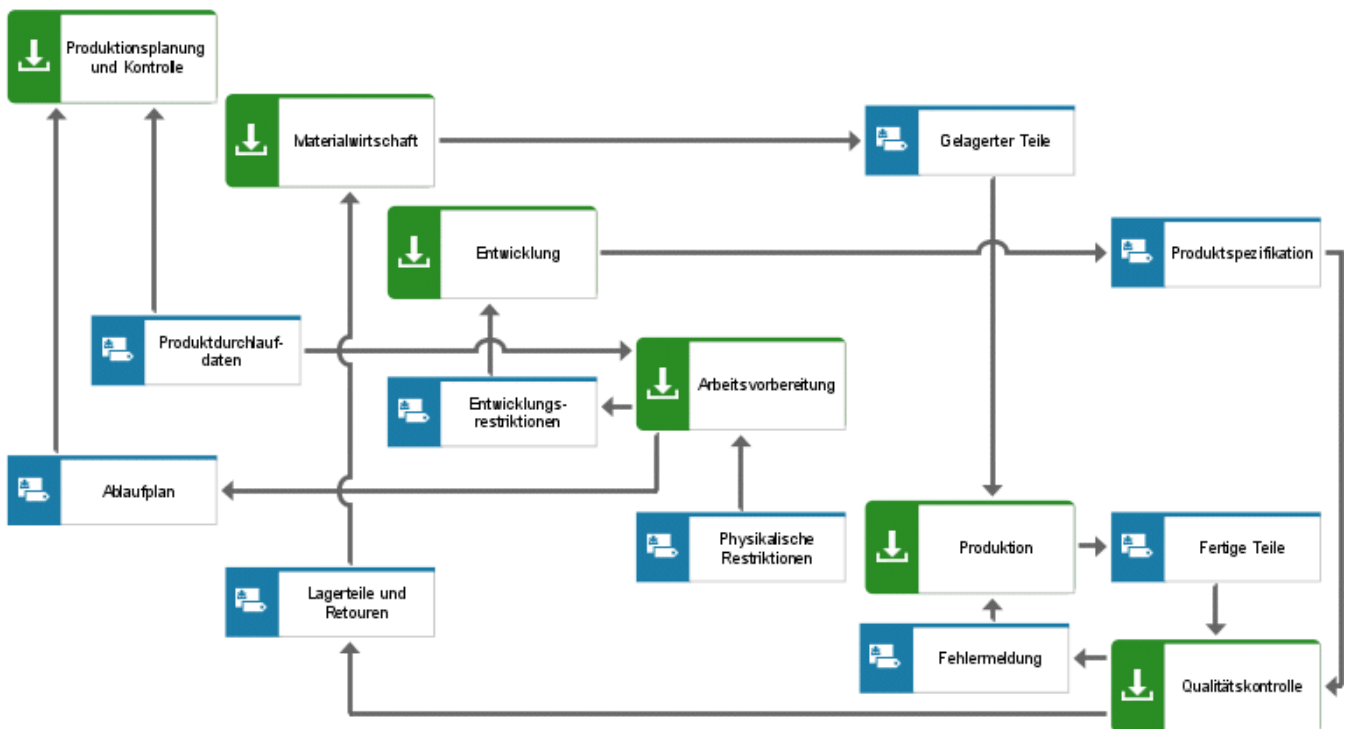 Produktionsplanung
und Kontrolle
Materialwirtschaft
Gelagerter Teile
Entwicklung
Produktspezifikation
Produktdurchlauf-
daten
Arbeitsvorbereitung
Entwicklungs-
restriktionen
Ablaufplan
Physikalische
Restriktionen
Produktion
Fertige Teile
Lagerteile und
Retouren
Fehlermeldung
Qualitätskontrolle